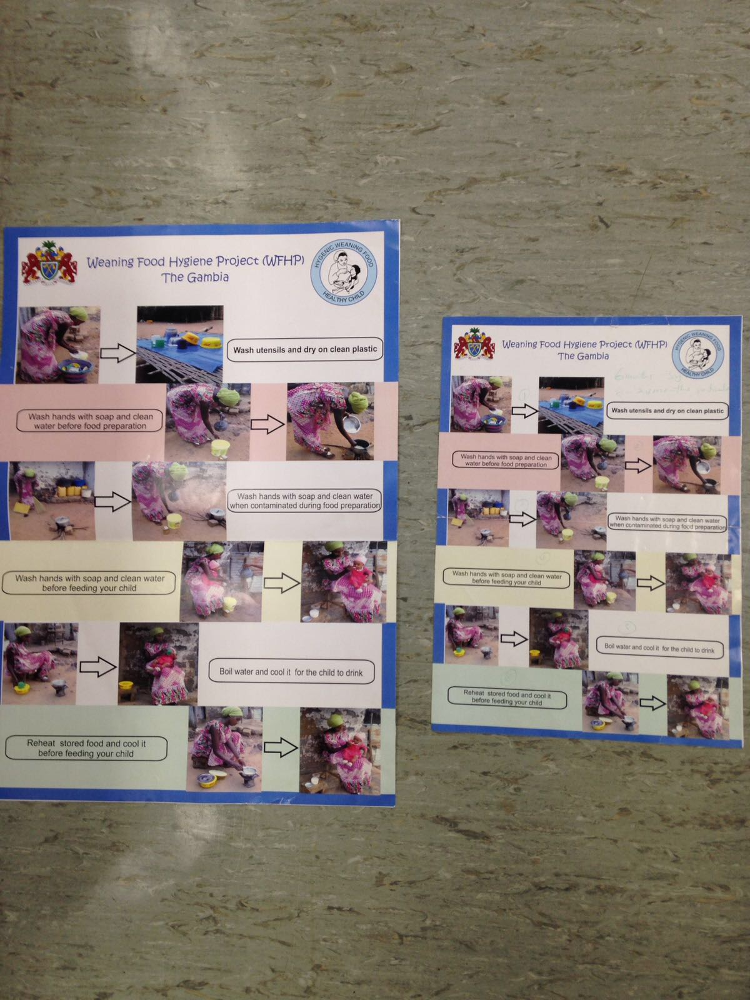 Weaning Food Hygiene Project (WFHP)
The Gambia
HYGENIC WEANING FOOD
HEALTHY CHILD
Wash utensils and dry on clean plastic
Wash hands with soap and clean
water before food preparation
Wash hands with soap and clean water
when contaminated during food preparation
Wash hands with soap and clean water
before feeding your child
Boil water and cool it for the child to drink
Reheat stored food and cool it
before feeding your child
Weaning Food Hygiene Project (WFHP)
The Gambia
HYGENIC WEANING FOOD
HEALTHY CHILD
Wash utensils and dry on clean plastic
Wash hands with soap and clean
water before food preparation
Wash hands with soap and clean water
when contaminated during food preparation
Wash hands with soap and clean water
before feeding your child
Boil water and cool it for the child to drink
Reheat stored food and cool it
before feeding your child